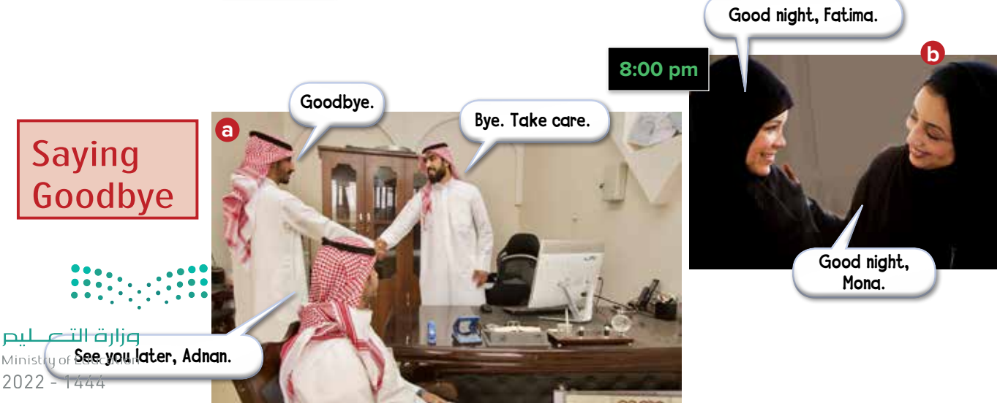 Saying
Goodbye
a
Goodbye.
Bye. Take care.
See you later, Adnan.
8:00 pm
b
Good night, Fatima.
Good night,
Mona.
وزارة التعليم
Ministry of Education
2022 - 1444